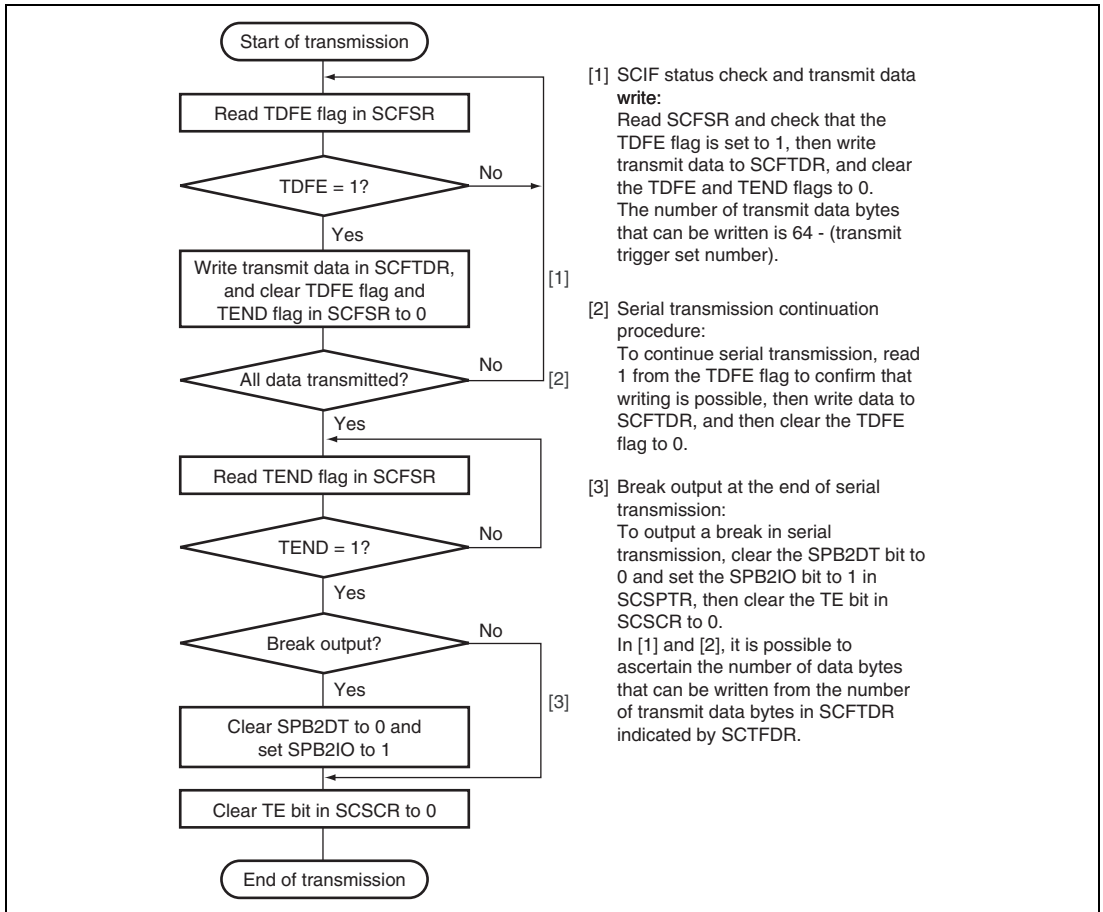 Start of transmission
Read TDFE flag in SCFSR
TDFE = 1?
No
Yes
Write transmit data in SCFTDR,
and clear TDFE flag and
TEND flag in SCFSR to 0
[1]
All data transmitted?
No
[2]
Yes
Read TEND flag in SCFSR
TEND = 1?
No
Yes
Break output?
No
Yes
[3]
Clear SPB2DT to 0 and
set SPB2IO to 1
Clear TE bit in SCSCR to 0
End of transmission
[1] SCIF status check and transmit data
write:
Read SCFSR and check that the
TDFE flag is set to 1, then write
transmit data to SCFTDR, and clear
the TDFE and TEND flags to 0.
The number of transmit data bytes
that can be written is 64 - (transmit
trigger set number).
[2] Serial transmission continuation
procedure:
To continue serial transmission, read
1 from the TDFE flag to confirm that
writing is possible, then write data to
SCFTDR, and then clear the TDFE
flag to 0.
[3] Break output at the end of serial
transmission:
To output a break in serial
transmission, clear the SPB2DT bit to
0 and set the SPB2IO bit to 1 in
SCSPTR, then clear the TE bit in
SCSCR to 0.
In [1] and [2], it is possible to
ascertain the number of data bytes
that can be written from the number
of transmit data bytes in SCFTDR
indicated by SCTFDR.